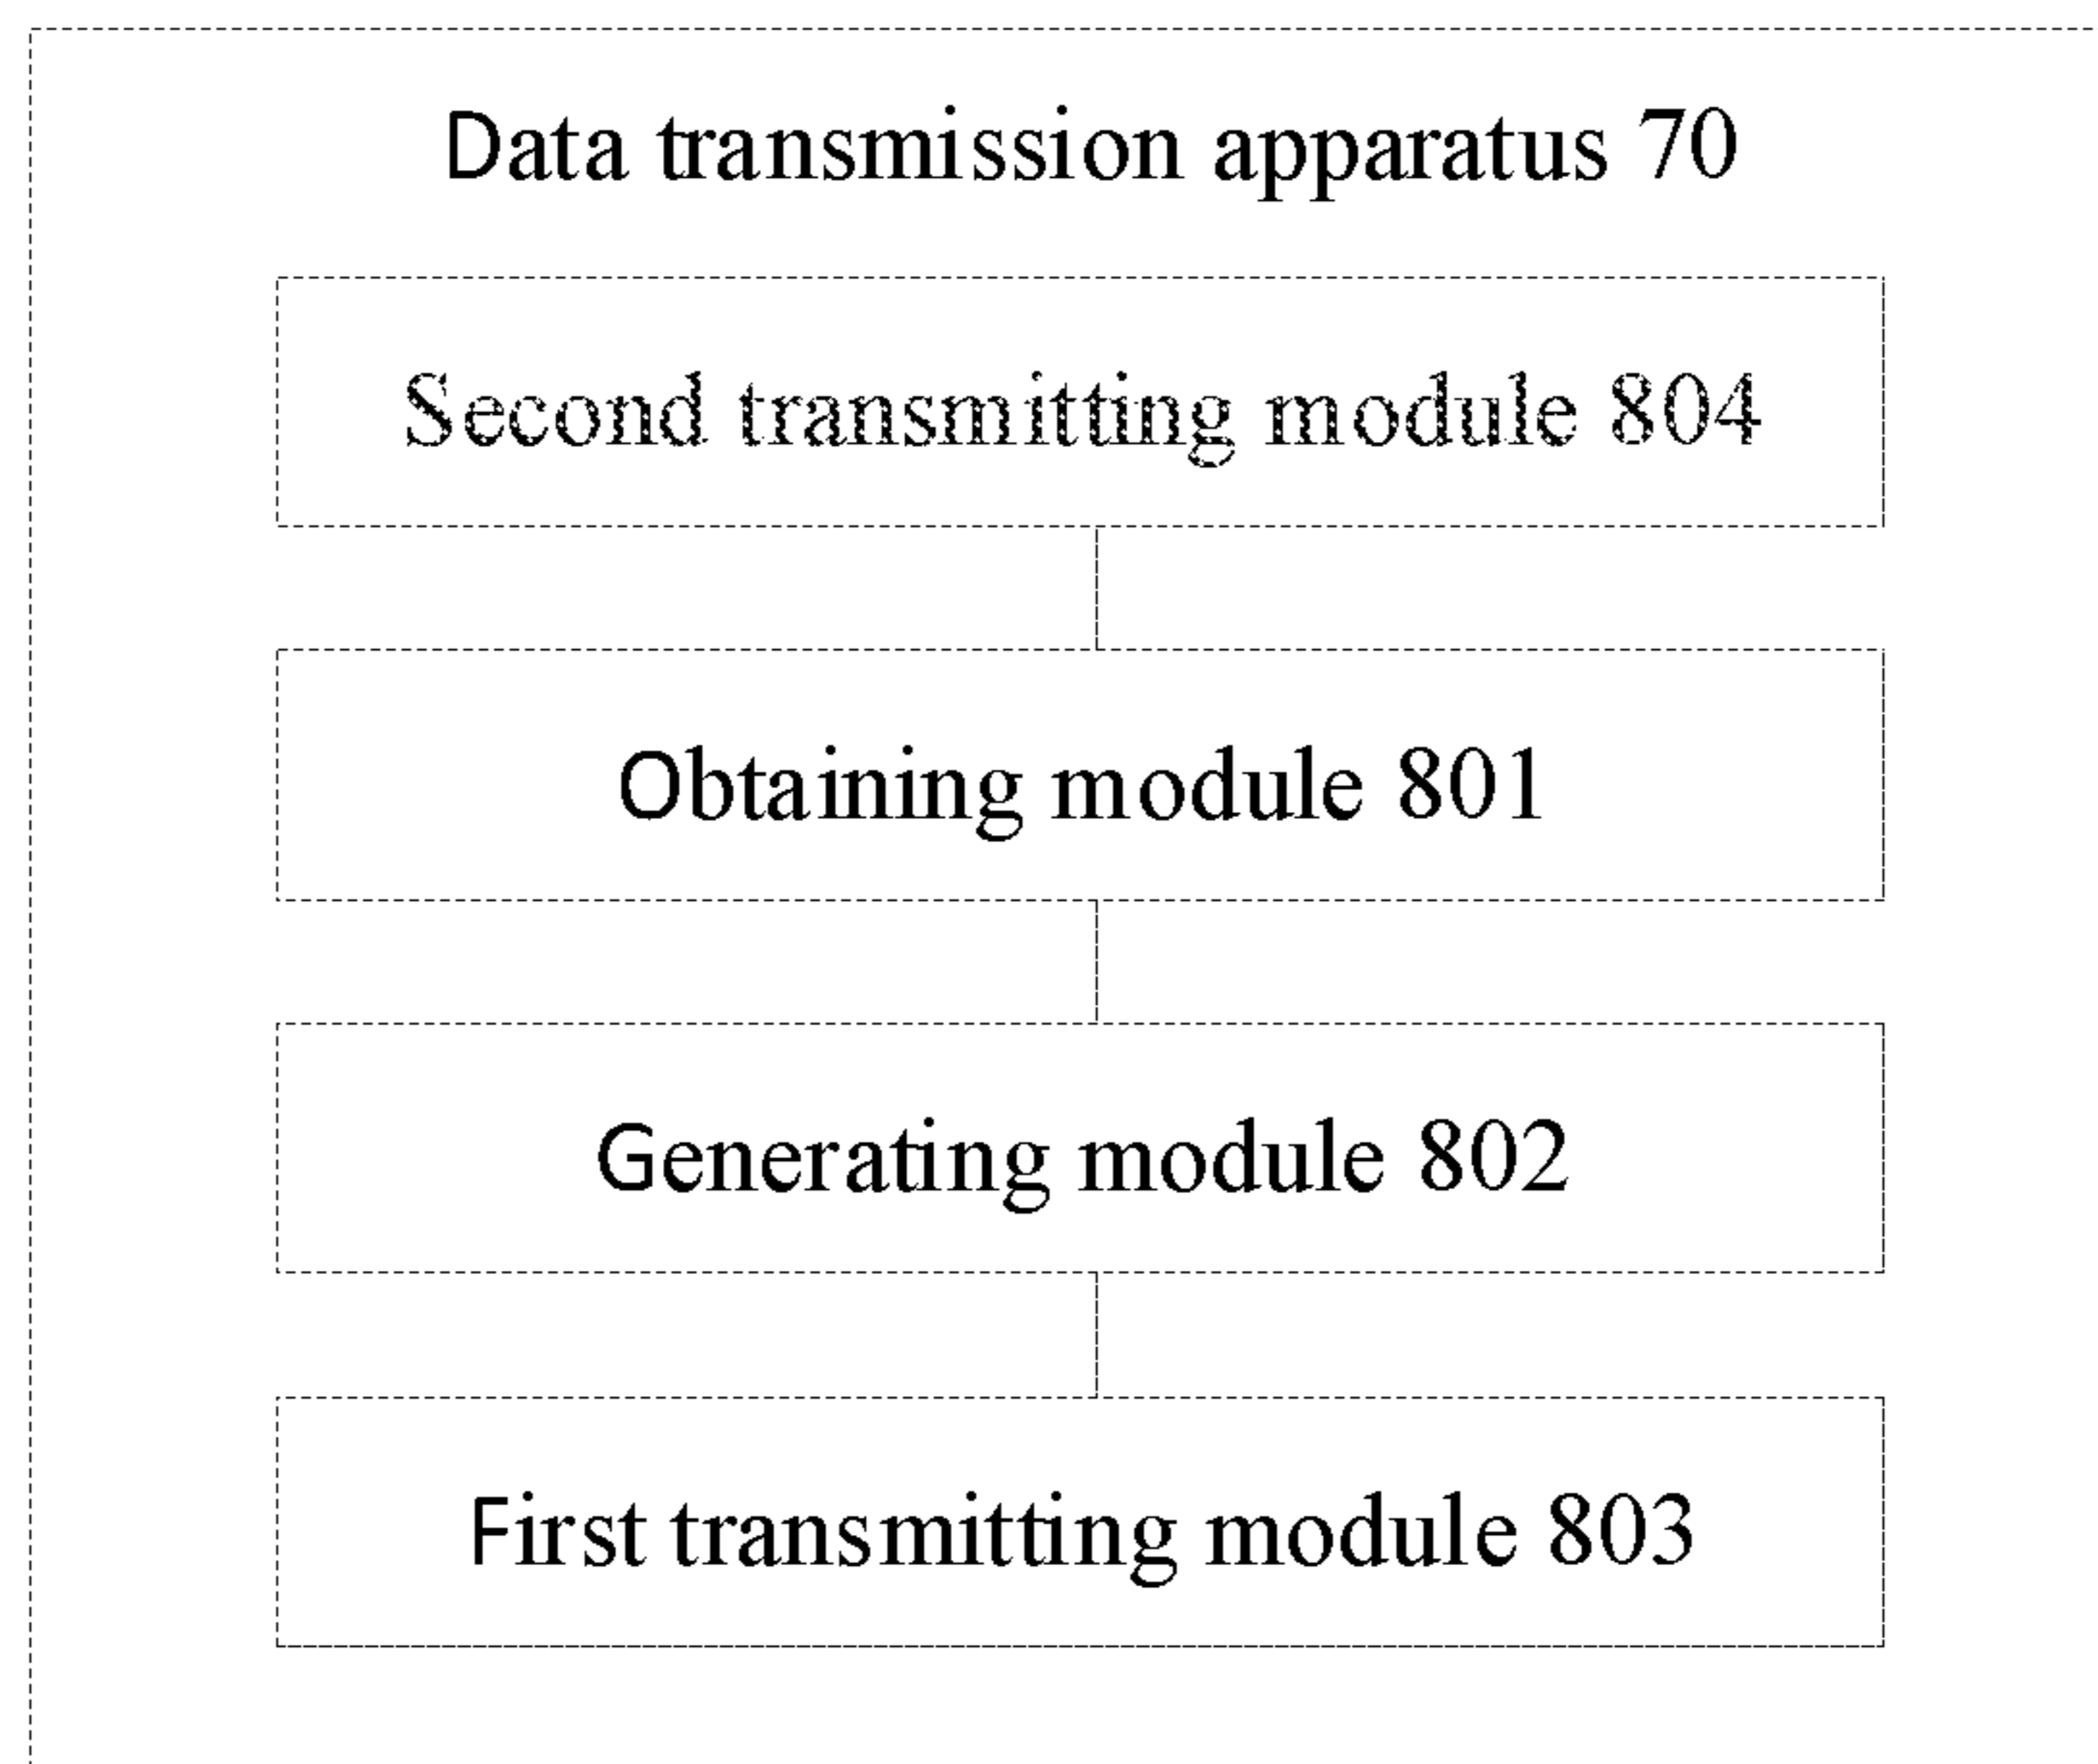 Data transmission apparatus 70
Second transmitting module 804
Obtaining module 801
Generating module 802
First transmitting module 803